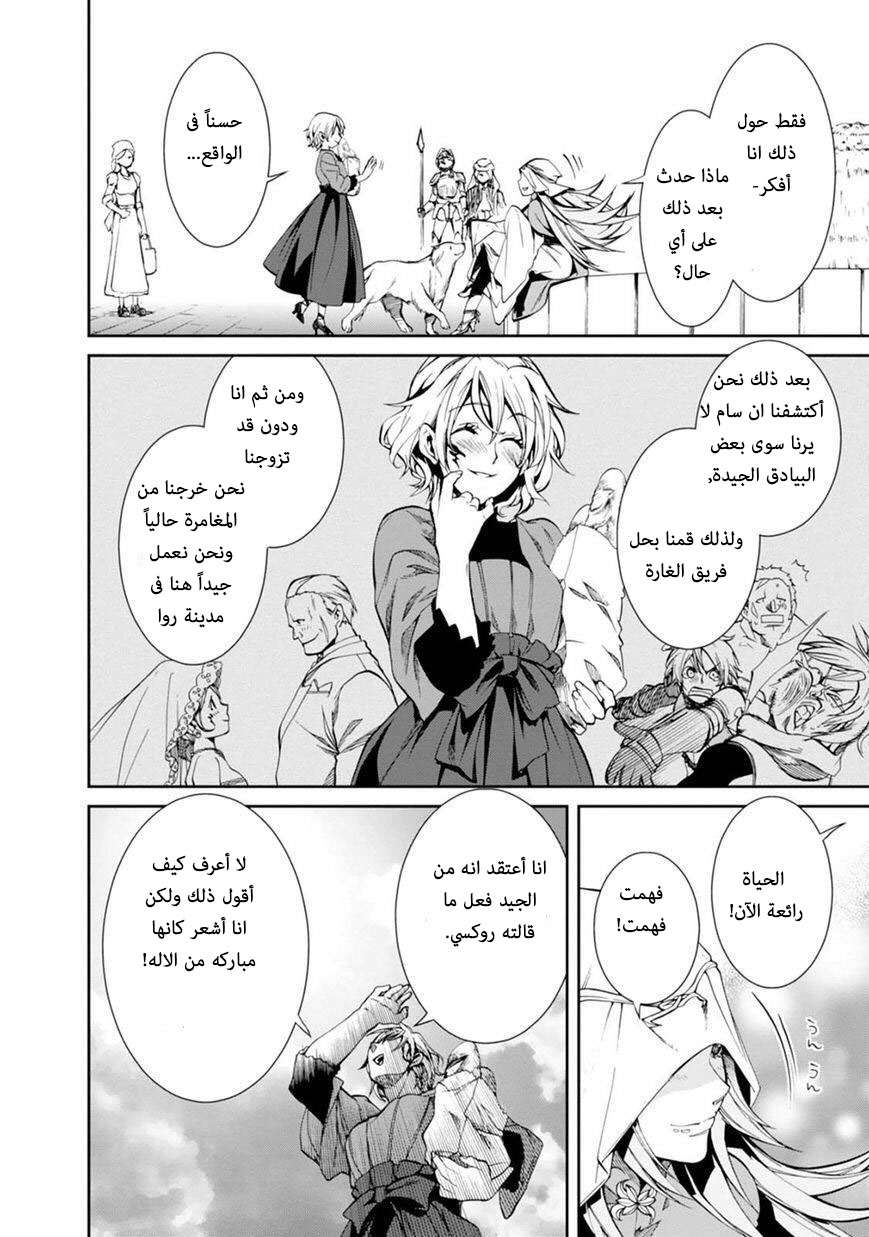 فقط حول
ذلك انا
أفكر-
ماذا حدث
بعد ذلك
على أي
حال؟
حسناً فى
الواقع...
بعد ذلك نحن
أكتشفنا ان سام لا
يرنا سوى بعض
البيادق الجيدة,
ولذلك قمنا بحل
فريق الغارة
ومن ثم انا
ودون قد
تزوجنا
نحن خرجنا من
المغامرة حالياً
ونحن نعمل
جيداً هنا فى
مدينة روا
الحياة
رائعة الآن!
فهمت
فهمت!
انا أعتقد انه من
الجيد فعل ما
قالته روكسي.
لا أعرف كيف
أقول ذلك ولكن
انا أشعر كانها
مباركه من الاله!